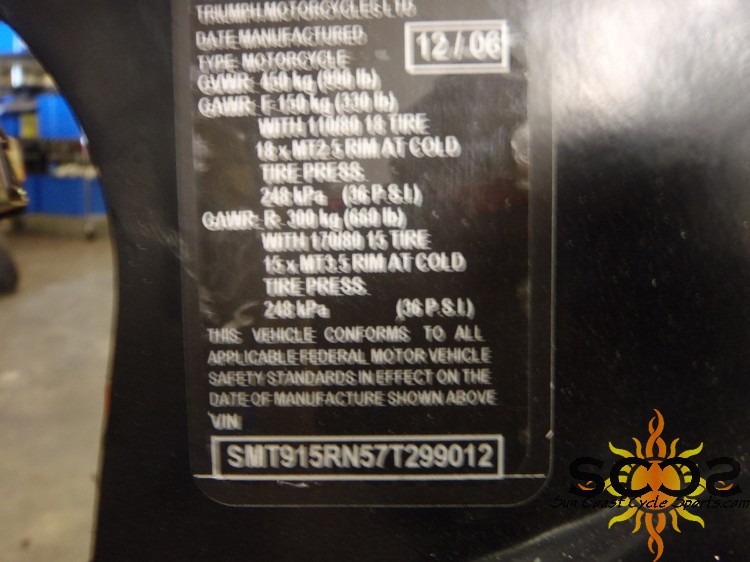 TRIUMPH MOTORCYCLES LTD
DATE MANUFACTURED 12 / 06
TYPE: MOTORCYCLE
GVWR: 450 kg (990 lb)
GAWR: F- 150 kg (330 lb)
WITH 110/80 18 TIRE
18 x MT2.5 RIM AT COLD
TIRE PRESS.
248 kPa (36 P.S.I.)
GAWR: R- 300 kg (660 lb)
WITH 170/80 15 TIRE
15 x MT3.5 RIM AT COLD
TIRE PRESS.
248 kPa (36 P.S.I.)
THIS VEHICLE CONFORMS TO ALL
APPLICABLE FEDERAL MOTOR VEHICLE
SAFETY STANDARDS IN EFFECT ON THE
DATE OF MANUFACTURE SHOWN ABOVE
VIN:
SMT915RN57T299012
Sun Coast Cycle Sports.com